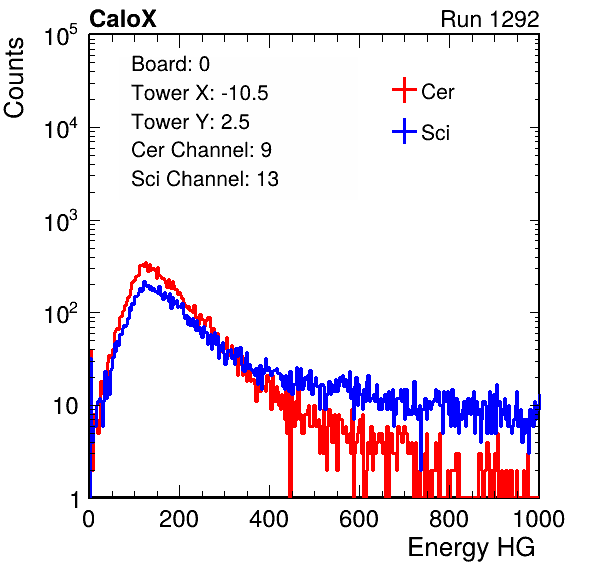 CaloX Run 1292
Counts
10^5
10^4
10^3
10^2
10
1
Board: 0
Tower X: -10.5
Tower Y: 2.5
Cer Channel: 9
Sci Channel: 13
Cer
Sci
0 200 400 600 800 1000
Energy HG